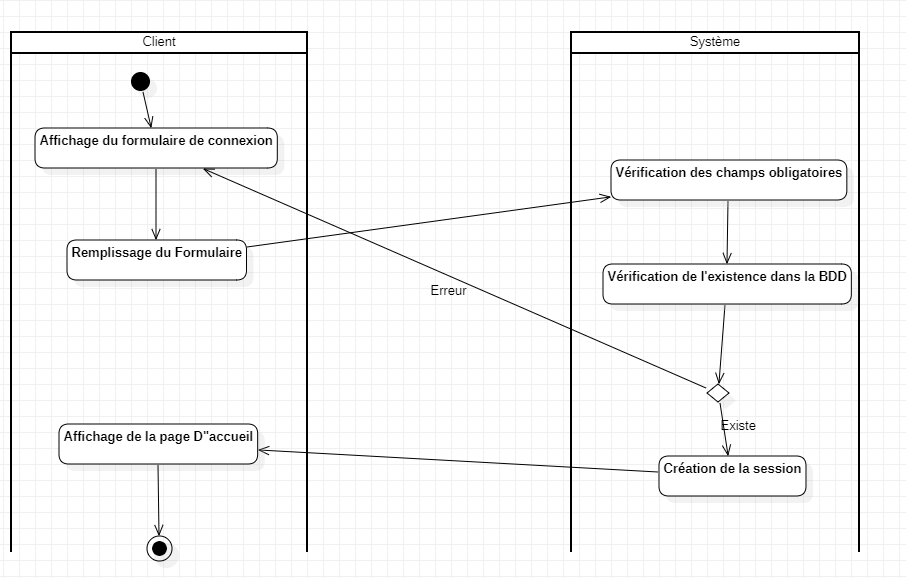 Client
Système
Affichage du formulaire de connexion
Vérification des champs obligatoires
Remplissage du Formulaire
Vérification de l'existence dans la BDD
Erreur
Existe
Affichage de la page D"accueil
Création de la session